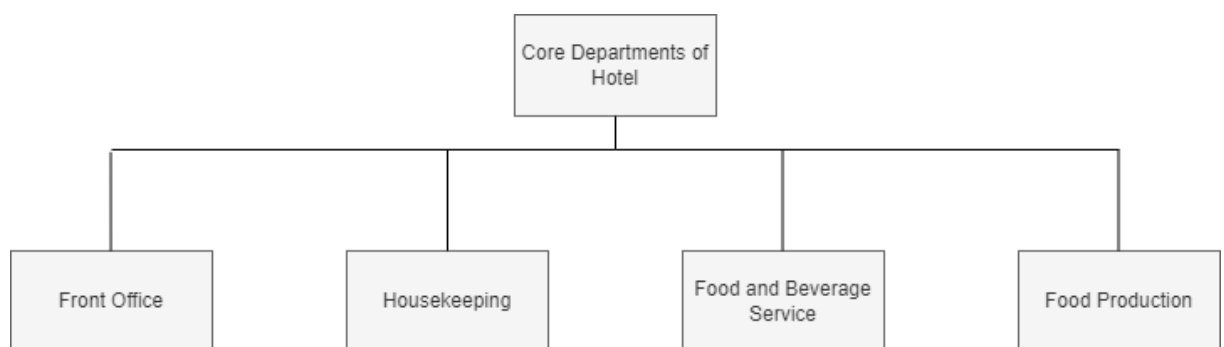 Core Departments of
Hotel
Front Office
Housekeeping
Food and Beverage
Service
Food Production